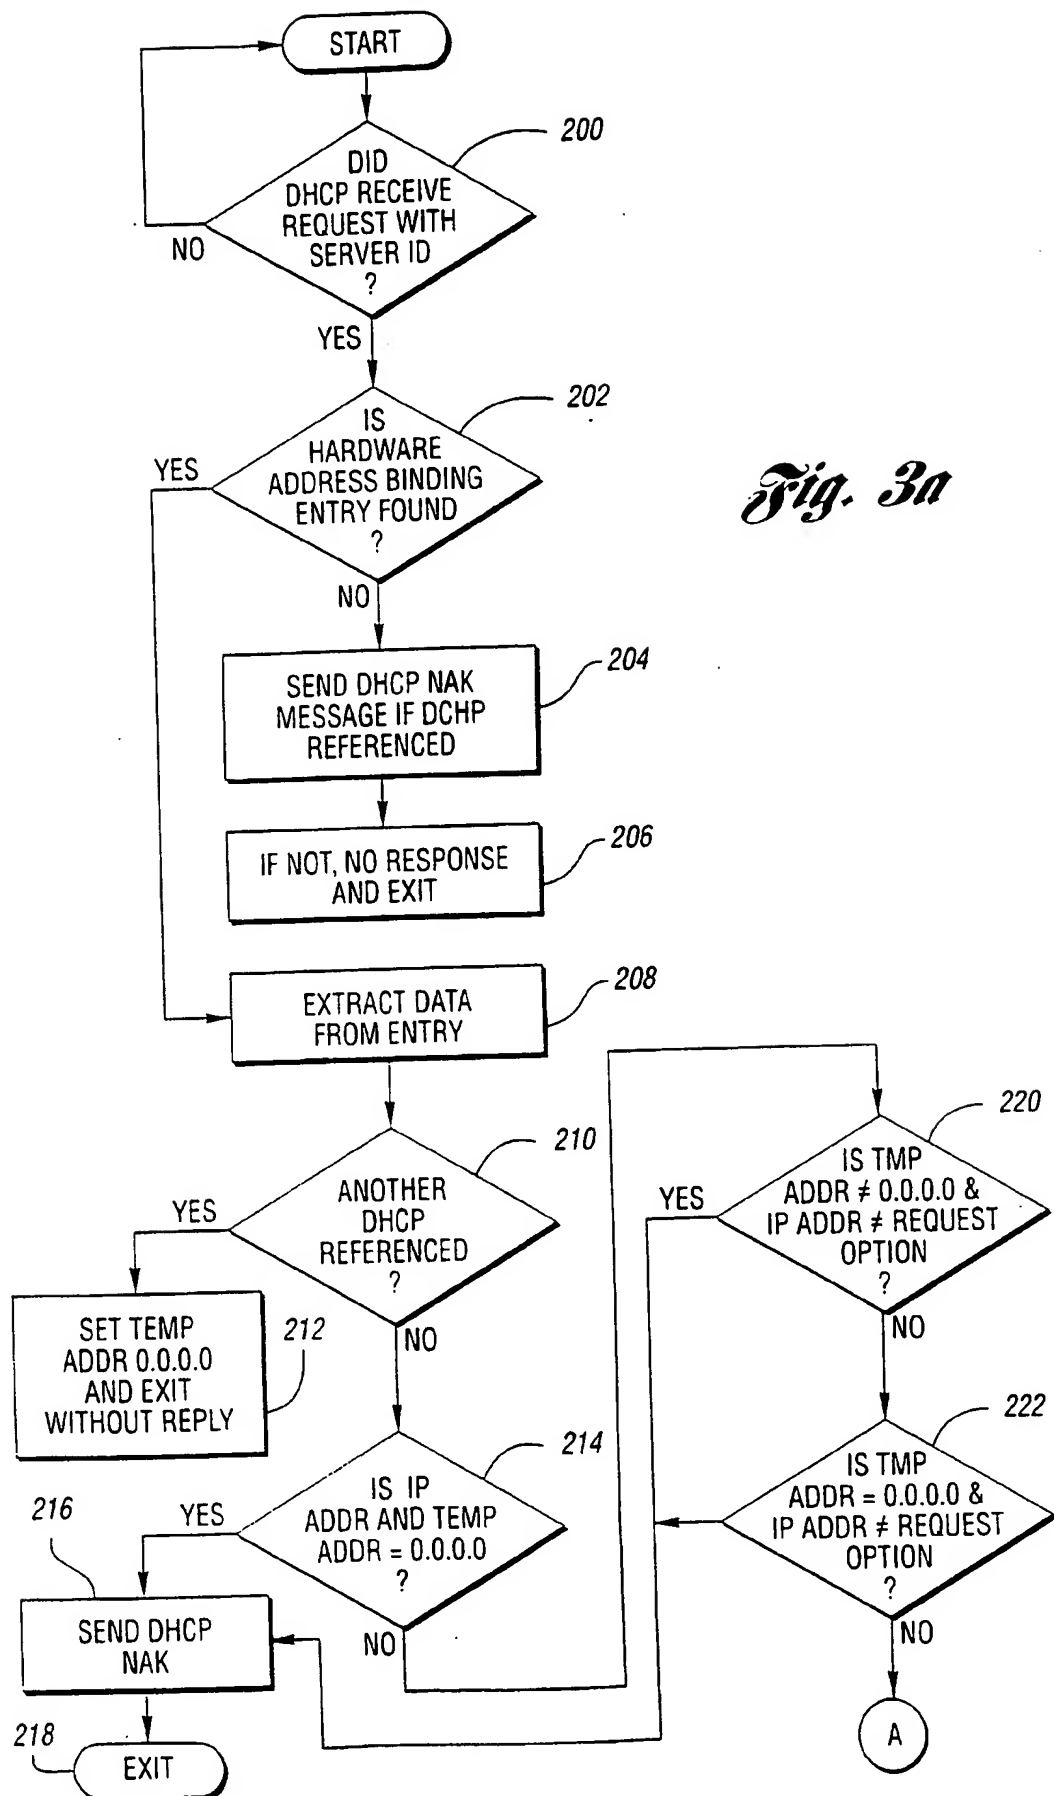 START
200
DID
DHCP RECEIVE
REQUEST WITH
SERVER ID
?
NO
YES
202
IS
HARDWARE
ADDRESS BINDING
ENTRY FOUND
?
YES
NO
Fig. 3a
204
SEND DHCP NAK
MESSAGE IF DCHP
REFERENCED
206
IF NOT, NO RESPONSE
AND EXIT
208
EXTRACT DATA
FROM ENTRY
210
ANOTHER
DHCP
REFERENCED
?
YES
NO
212
SET TEMP
ADDR 0.0.0.0
AND EXIT
WITHOUT REPLY
214
IS IP
ADDR AND TEMP
ADDR = 0.0.0.0
?
YES
NO
216
SEND DHCP
NAK
218
EXIT
220
IS TMP
ADDR ≠ 0.0.0.0 &
IP ADDR ≠ REQUEST
OPTION
?
YES
NO
222
IS TMP
ADDR = 0.0.0.0 &
IP ADDR ≠ REQUEST
OPTION
?
NO
A